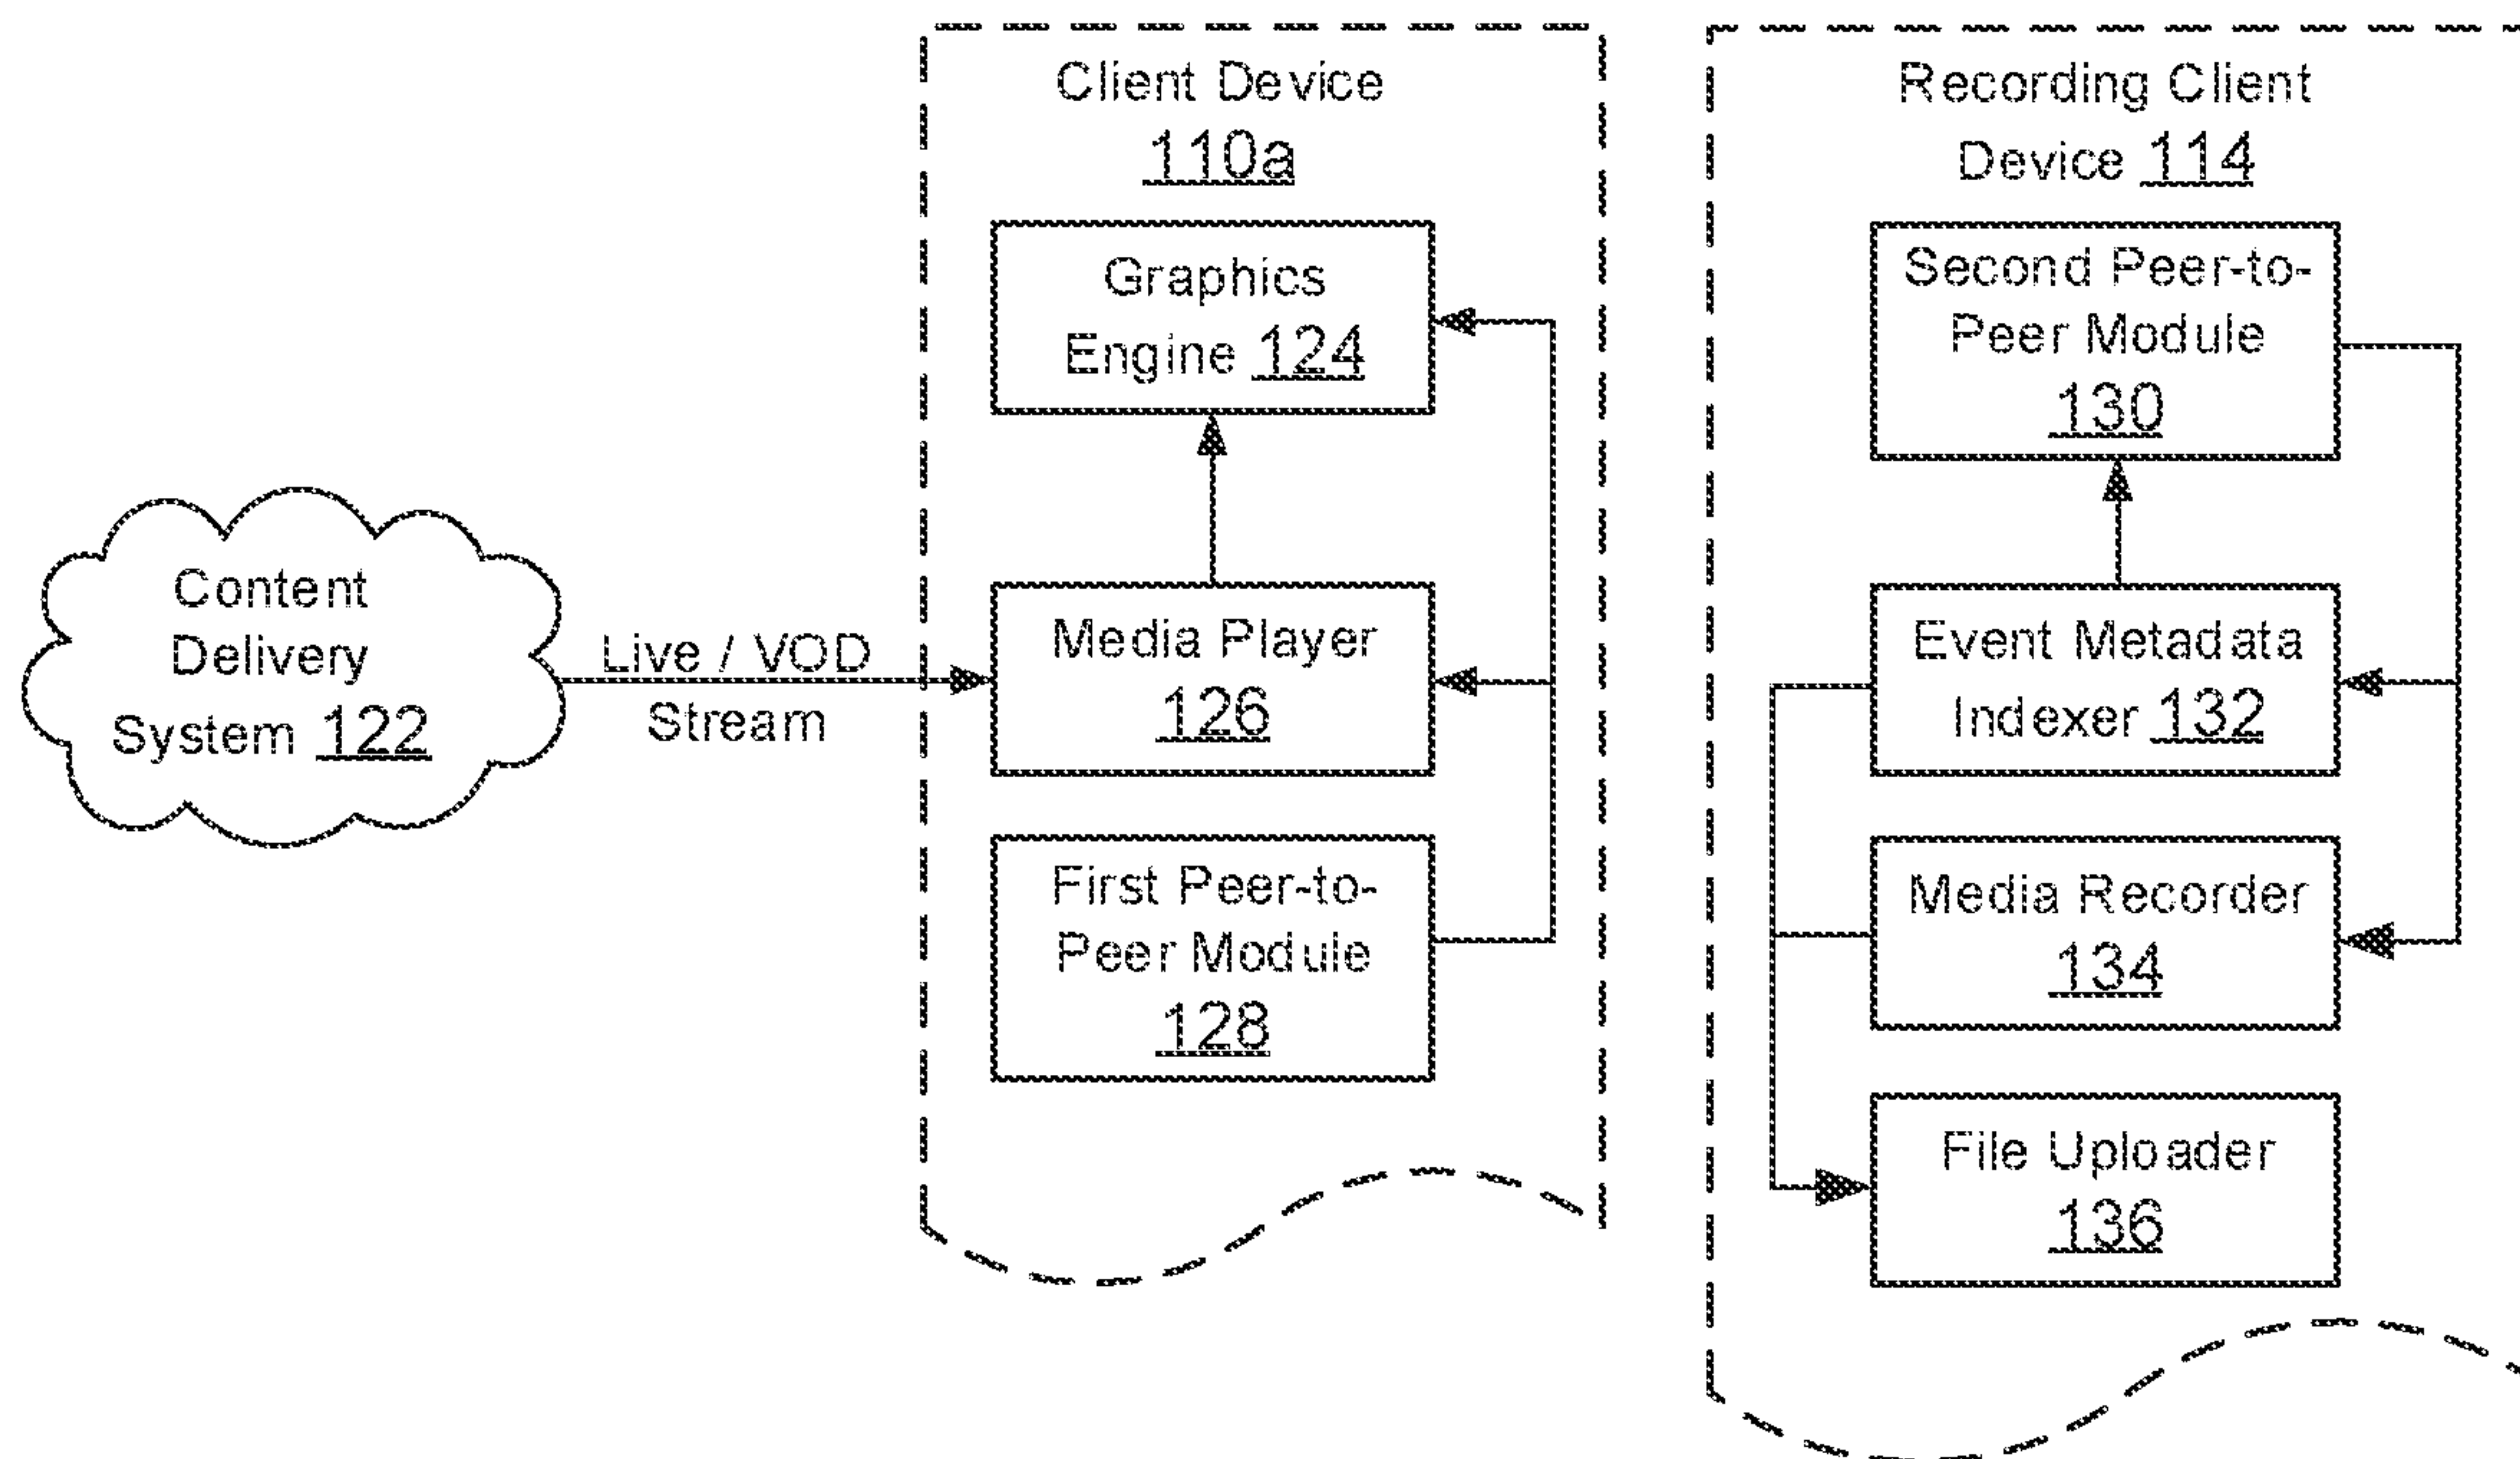 Client Device
110a
Graphics
Engine 124
Content
Delivery
System 122
Live / VOD
Stream
Media Player
126
First Peer-to-
Peer Module
128
Recording Client
Device 114
Second Peer-to-
Peer Module
130
Event Metadata
Indexer 132
Media Recorder
134
File Uploader
136